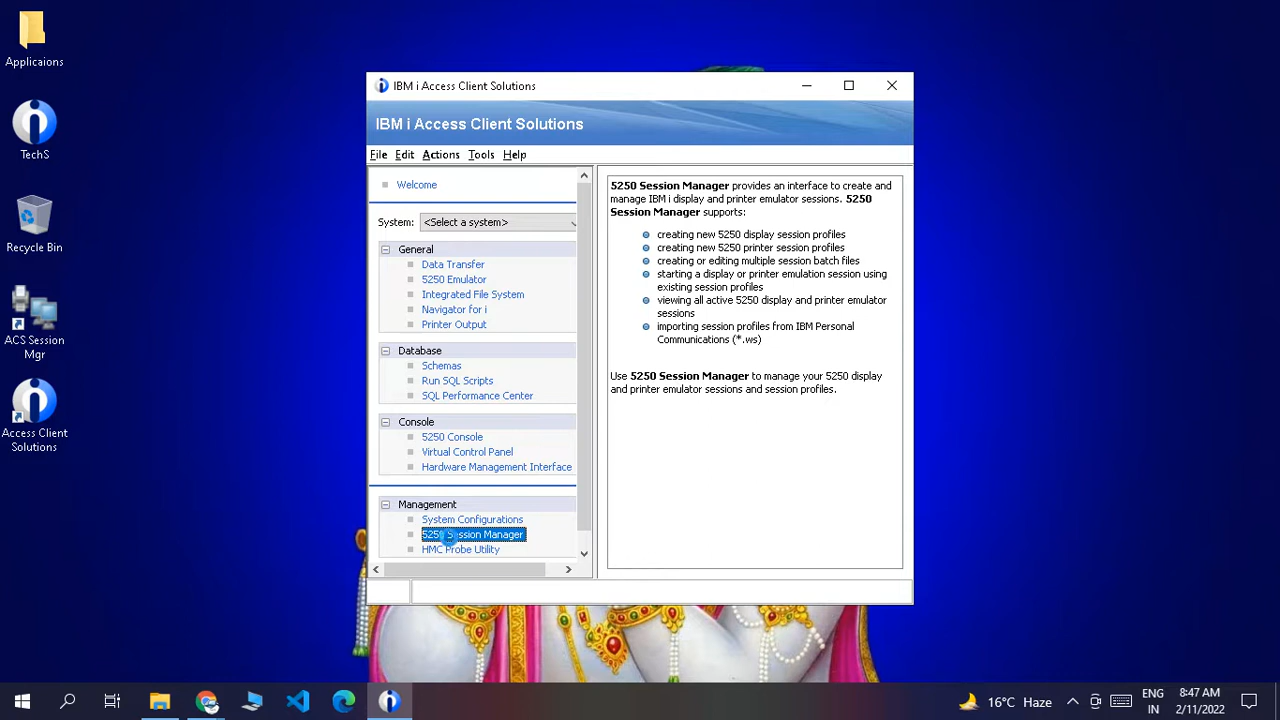 Applicaions
TechS
Recycle Bin
ACS Session
Mgr
Access Client
Solutions
IBM i Access Client Solutions
IBM i Access Client Solutions
File Edit Actions Tools Help
Welcome
System: <Select a system>
General
Data Transfer
5250 Emulator
Integrated File System
Navigator for i
Printer Output
Database
Schemas
Run SQL Scripts
SQL Performance Center
Console
5250 Console
Virtual Control Panel
Hardware Management Interface
Management
System Configurations
5250 Session Manager
HMC Probe Utility
5250 Session Manager provides an interface to create and
manage IBM i display and printer emulator sessions. 5250
Session Manager supports:
creating new 5250 display session profiles
creating new 5250 printer session profiles
creating or editing multiple session batch files
starting a display or printer emulation session using
existing session profiles
viewing all active 5250 display and printer emulator
sessions
importing session profiles from IBM Personal
Communications (*.ws)
Use 5250 Session Manager to manage your 5250 display
and printer emulator sessions and session profiles.
16°C Haze
ENG
IN
8:47 AM
2/11/2022